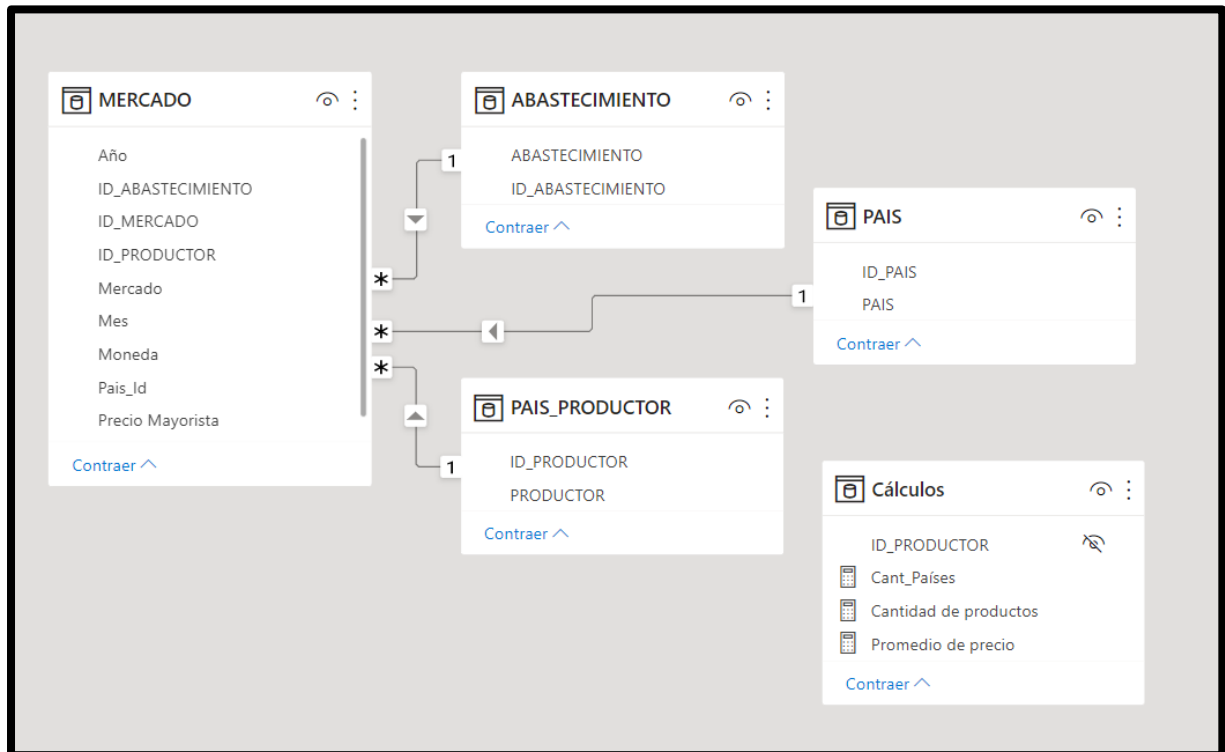 MERCADO
Año
ID_ABASTECIMIENTO
ID_MERCADO
ID_PRODUCTOR
Mercado
Mes
Moneda
Pais_Id
Precio Mayorista
Contraer
ABASTECIMIENTO
ABASTECIMIENTO
ID_ABASTECIMIENTO
Contraer
1
*
PAIS
ID_PAIS
PAIS
Contraer
1
*
*
PAIS_PRODUCTOR
ID_PRODUCTOR
PRODUCTOR
Contraer
1
Cálculos
ID_PRODUCTOR
Cant_Países
Cantidad de productos
Promedio de precio
Contraer